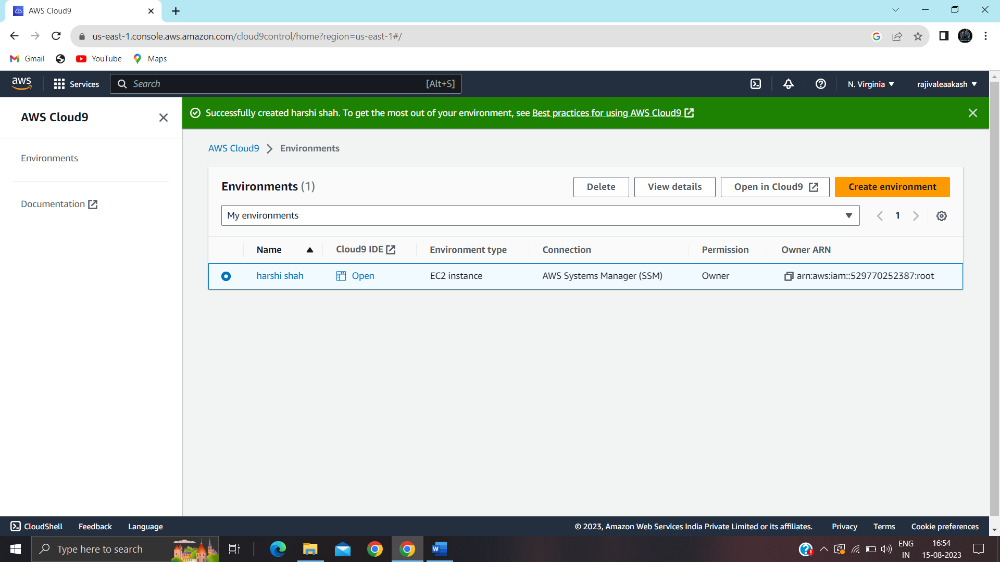 AWS Cloud9
us-east-1.console.aws.amazon.com/cloud9control/home?region=us-east-1#/
Gmail YouTube Maps
aws Services Search [Alt+S] N. Virginia rajivaleaakash
AWS Cloud9
Environments
Documentation
Successfully created harshi shah. To get the most out of your environment, see Best practices for using AWS Cloud9
AWS Cloud9 Environments
Environments (1) Delete View details Open in Cloud9 Create environment
My environments 1
Name Cloud9 IDE Environment type Connection Permission Owner ARN
harshi shah Open EC2 instance AWS Systems Manager (SSM) Owner arn:aws:iam::529770252387:root
CloudShell Feedback Language © 2023, Amazon Web Services India Private Limited or its affiliates. Privacy Terms Cookie preferences
Type here to search
W
ENG
IN
16:54
15-08-2023